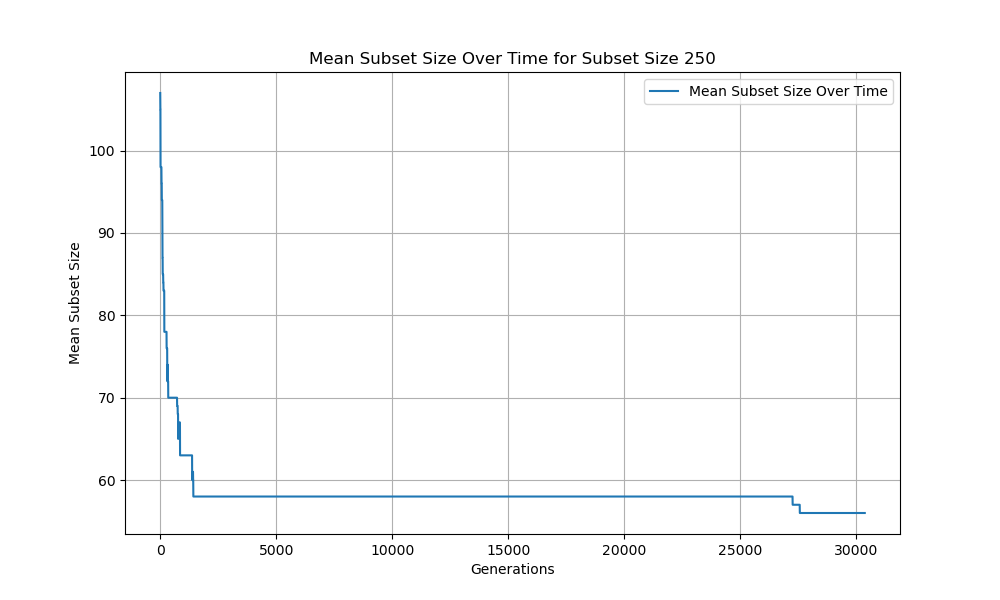 Mean Subset Size Over Time for Subset Size 250
Mean Subset Size Over Time
100
90
80
70
60
Mean Subset Size
0 5000 10000 15000 20000 25000 30000
Generations